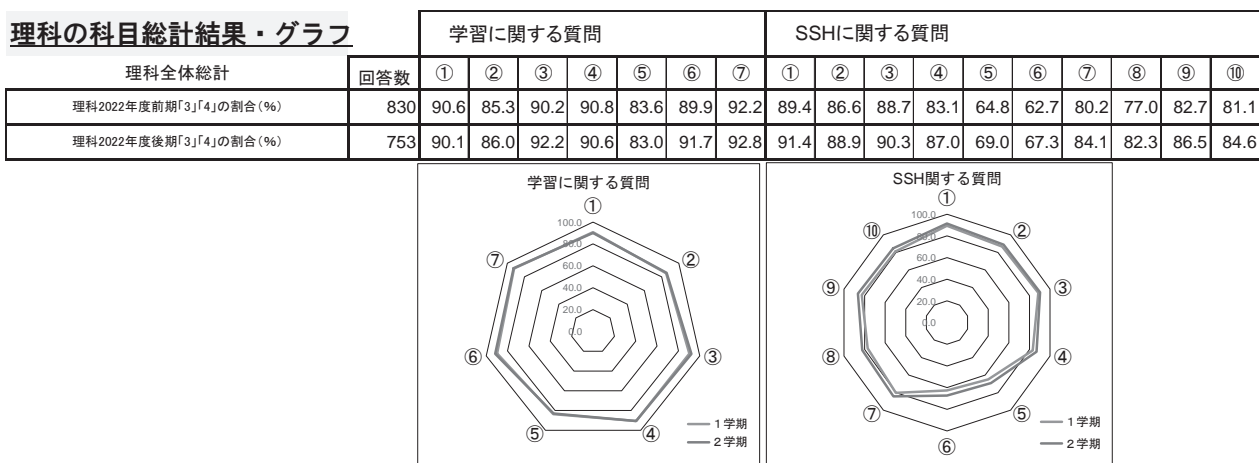 理科の科目総計結果・グラフ 学習に関する質問 SSHに関する質問
理科全体総計 回答数 ① ② ③ ④ ⑤ ⑥ ⑦ ① ② ③ ④ ⑤ ⑥ ⑦ ⑧ ⑨ ⑩
理科2022年度前期「3」「4」の割合(%) 830 90.6 85.3 90.2 90.8 83.6 89.9 92.2 89.4 86.6 88.7 83.1 64.8 62.7 80.2 77.0 82.7 81.1
理科2022年度後期「3」「4」の割合(%) 753 90.1 86.0 92.2 90.6 83.0 91.7 92.8 91.4 88.9 90.3 87.0 69.0 67.3 84.1 82.3 86.5 84.6
学習に関する質問
①
②
③
④
⑤
⑥
⑦
100.0
80.0
60.0
40.0
20.0
0.0
1学期
2学期
SSH関する質問
①
②
③
④
⑤
⑥
⑦
⑧
⑨
⑩
100.0
80.0
60.0
40.0
20.0
0.0
1学期
2学期